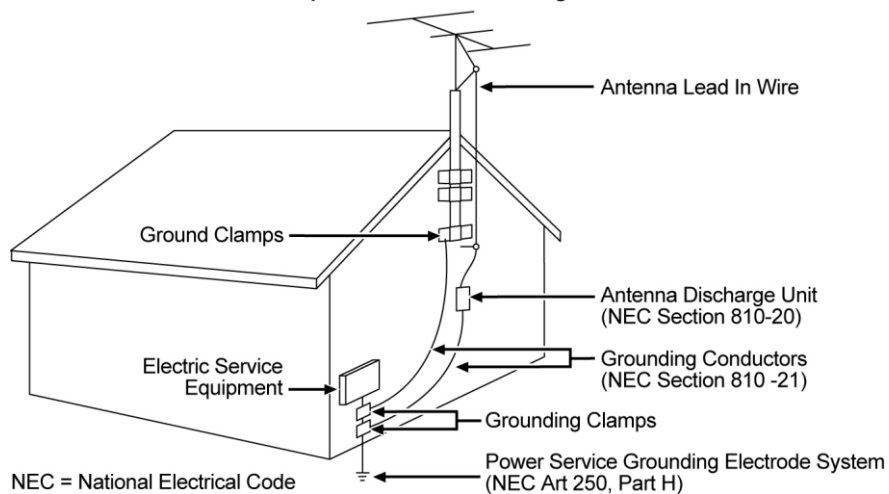 Antenna Lead In Wire
Ground Clamps
Antenna Discharge Unit
(NEC Section 810-20)
Electric Service
Equipment
Grounding Conductors
(NEC Section 810 -21)
Grounding Clamps
Power Service Grounding Electrode System
(NEC Art 250, Part H)
NEC = National Electrical Code